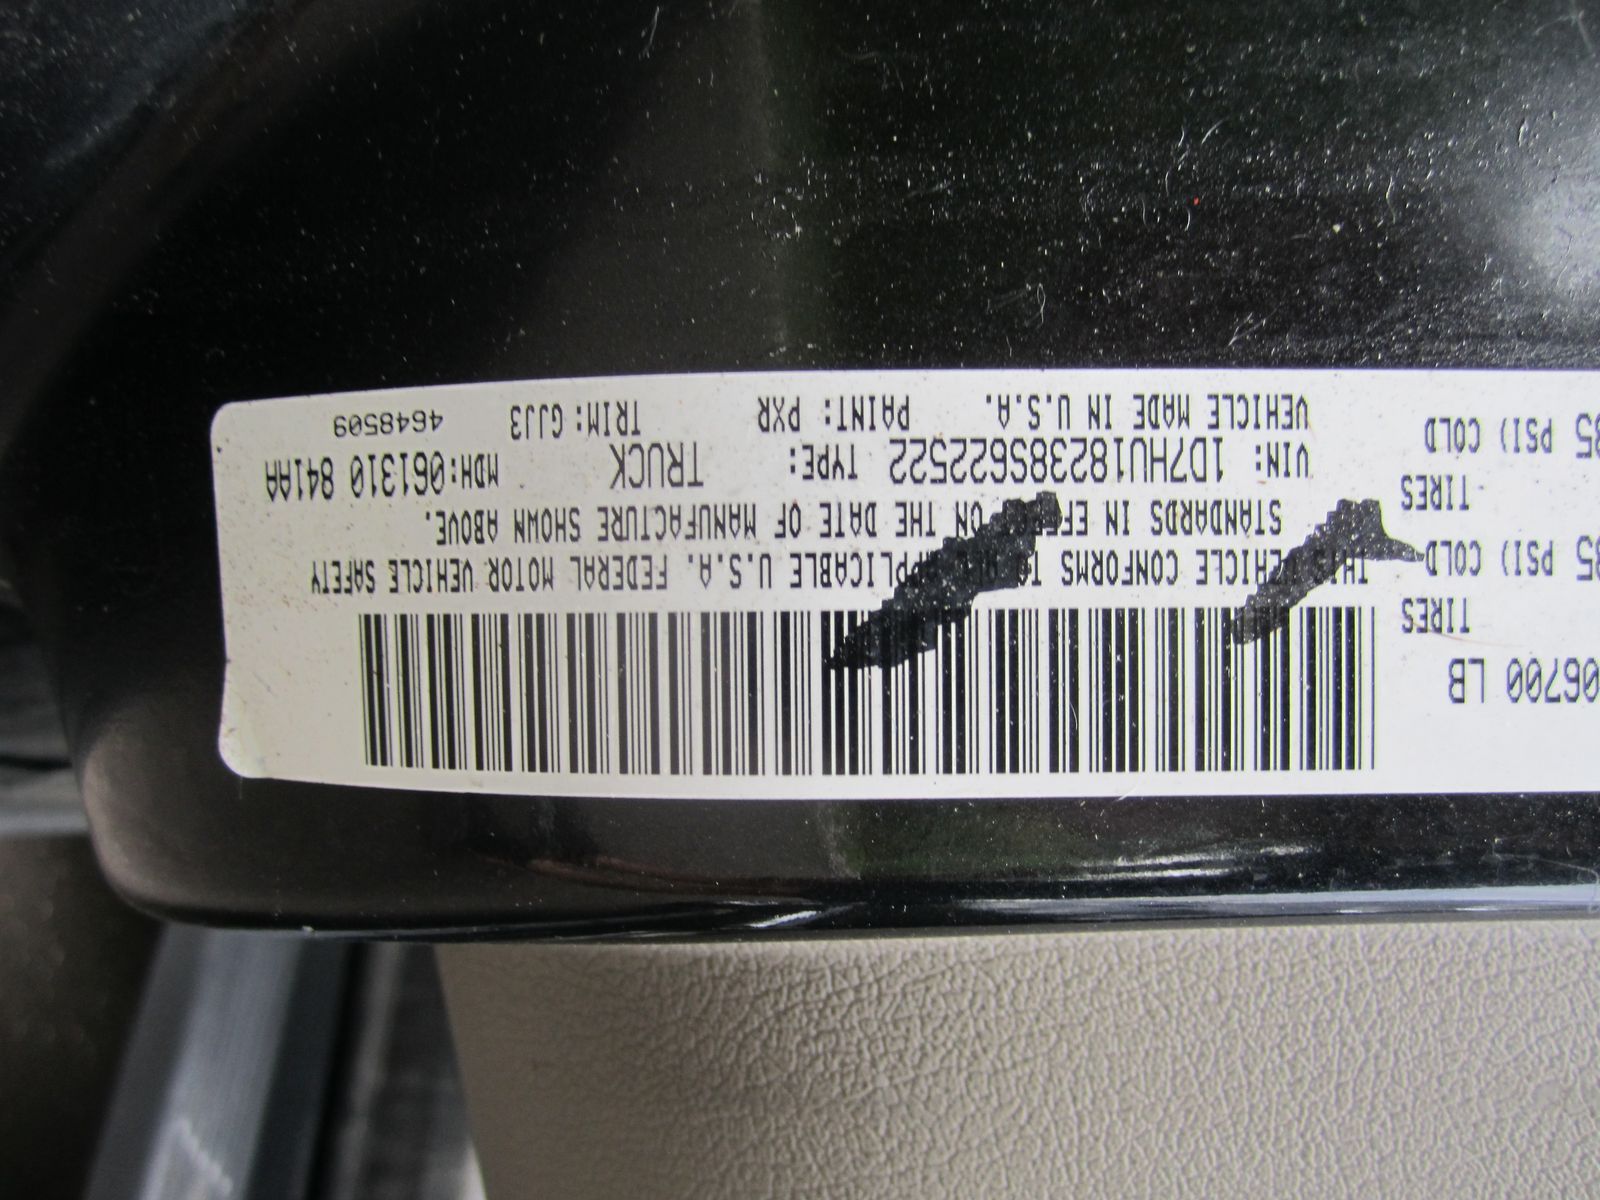 06700 LB
TIRES
35 PSI) COLD
TIRES
35 PSI) COLD
THIS VEHICLE CONFORMS TO ALL APPLICABLE U.S.A. FEDERAL MOTOR VEHICLE SAFETY
STANDARDS IN EFFECT ON THE DATE OF MANUFACTURE SHOWN ABOVE.
VIN: 1D7HU18238S622522 TYPE: TRUCK MDH:061310 841AA
VEHICLE MADE IN U.S.A. PAINT: PXR TRIM: GJJ3 4648509